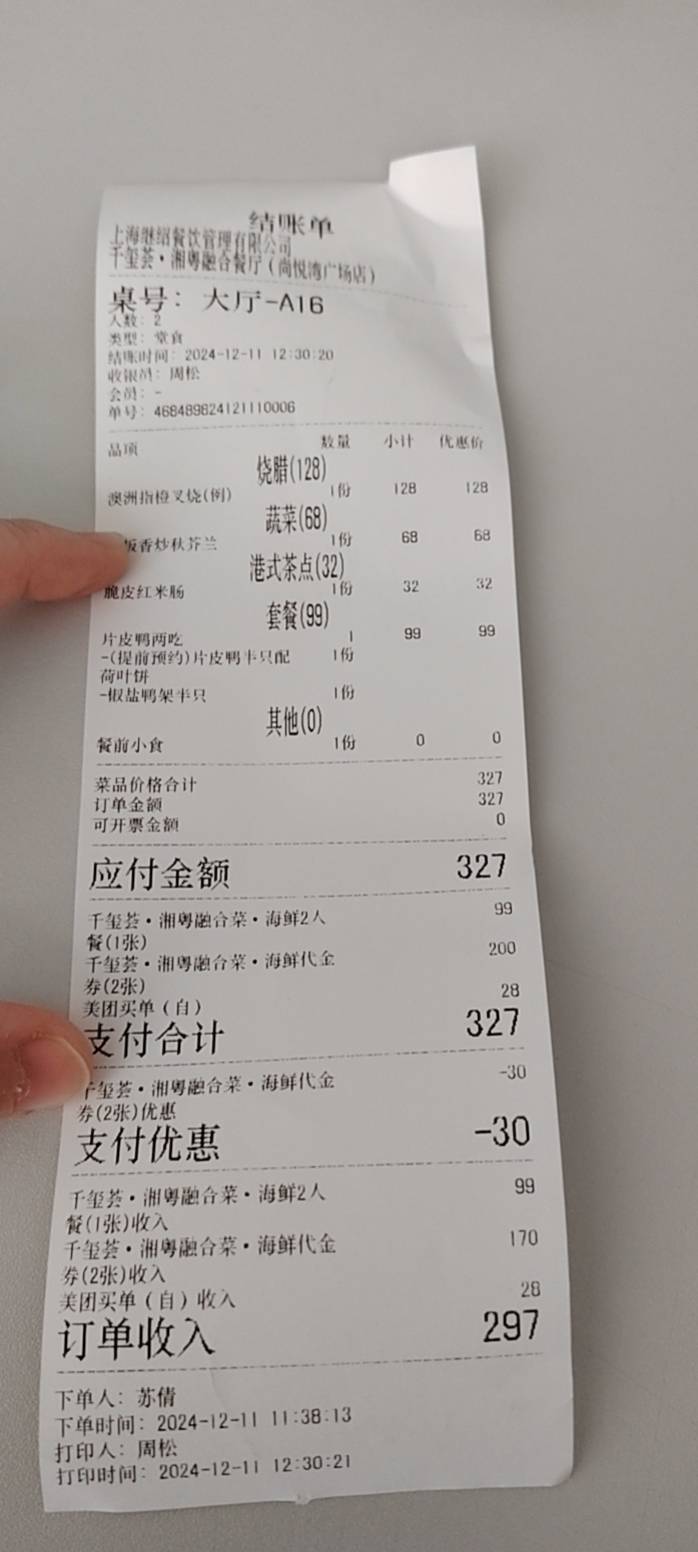 结账单
上海继绍餐饮管理有限公司
千玺荟·湘粤融合餐厅(尚悦湾广场店)
桌号: 大厅-A16
人数: 2
类型: 堂食
结账时间: 2024-12-11 12:30:20
收银员: 周松
会员: -
单号: 468489824121110006
品项 数量 小计 优惠价
烧腊(128)
澳洲指橙叉烧(例) 1份 128 128
蔬菜(68)
饭香炒秋芥兰 1份 68 68
港式茶点(32)
脆皮红米肠 1份 32 32
套餐(99)
片皮鸭两吃 1 99 99
-(提前预约)片皮鸭半只配 1份
荷叶饼
-椒盐鸭架半只 1份
其他(0)
餐前小食 1份 0 0
菜品价格合计 327
订单金额 327
可开票金额 0
应付金额 327
千玺荟·湘粤融合菜·海鲜2人 99
餐(1张)
千玺荟·湘粤融合菜·海鲜代金 200
券(2张)
美团买单(自) 28
支付合计 327
千玺荟·湘粤融合菜·海鲜代金 -30
券(2张)优惠
支付优惠 -30
千玺荟·湘粤融合菜·海鲜2人 99
餐(1张)收入
千玺荟·湘粤融合菜·海鲜代金 170
券(2张)收入
美团买单(自)收入 28
订单收入 297
下单人: 苏倩
下单时间: 2024-12-11 11:38:13
打印人: 周松
打印时间: 2024-12-11 12:30:21